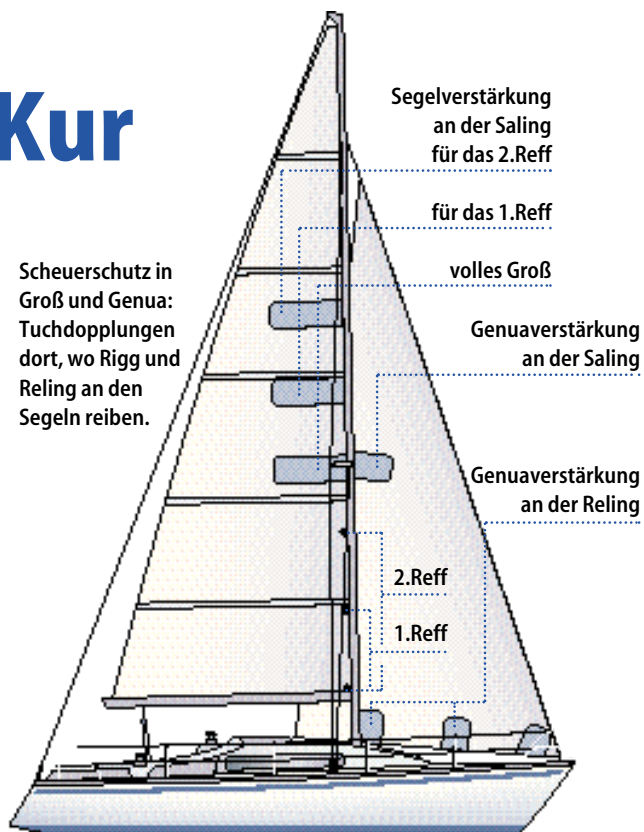 Kur
Segelverstärkung
an der Saling
für das 2.Reff
für das 1.Reff
volles Groß
Scheuerschutz in
Groß und Genua:
Tuchdopplungen
dort, wo Rigg und
Reling an den
Segeln reiben.
Genuaverstärkung
an der Saling
Genuaverstärkung
an der Reling
2.Reff
1.Reff